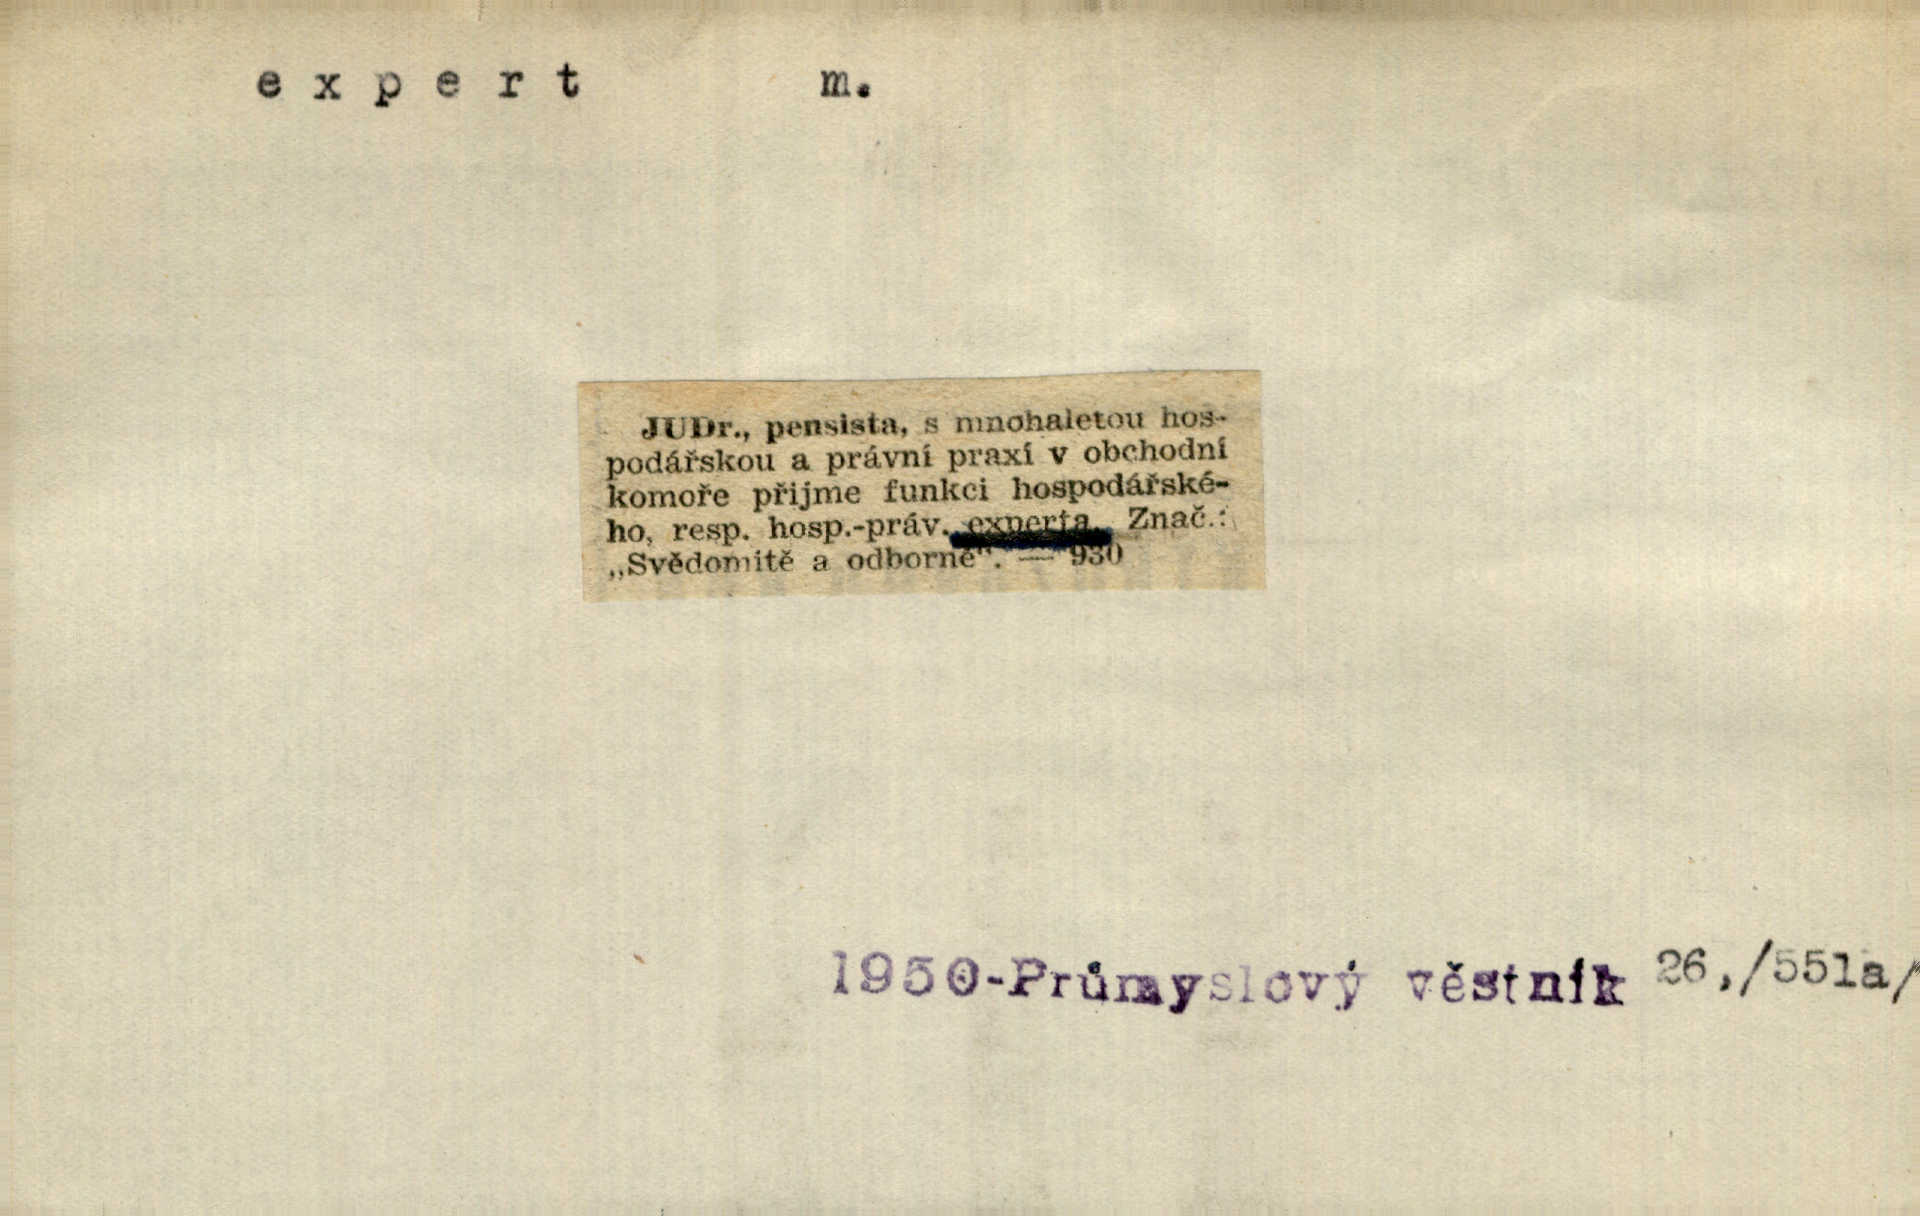 expert m.
JUDr., pensista, s mnohaletou hos-
podářskou a právní praxí v obchodní
komoře přijme funkci hospodářské-
ho, resp. hosp.-práv. experta. Znač.:
„Svědomitě a odborně“. — 930
1950-Průmyslový věstník 26,/551a/